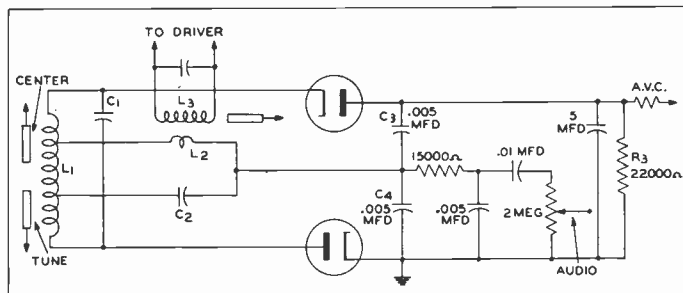 TO DRIVER
CENTER
C1
L3
A.V.C.
C3
.005
MFD
5
MFD
L2
15000Ω
.01 MFD
R3
22000Ω
L1
C4
.005
MFD
.005
MFD
2 MEG
C2
TUNE
AUDIO